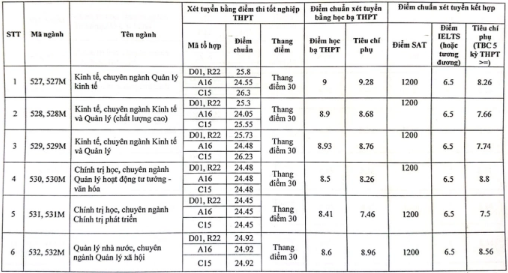 STT
Mã ngành
Tên ngành
Xét tuyển bằng điểm thi tốt nghiệp
THPT
Điểm chuẩn xét tuyển
bằng học bạ THPT
Điểm chuẩn xét tuyển kết hợp
Mã tổ hợp
Điểm
chuẩn
Thang
điểm
Điểm học
bạ THPT
Tiêu chí
phụ
Điểm SAT
Điểm
IELTS
(hoặc
tương
đương)
Tiêu chí
phụ
(TBC 5
kỳ THPT
>=)
1
527, 527M
Kinh tế, chuyên ngành Quản lý
kinh tế
D01, R22
25.8
A16
24.55
C15
26.3
Thang
điểm 30
9
9.28
1200
6.5
8.26
2
528, 528M
Kinh tế, chuyên ngành Kinh tế
và Quản lý (chất lượng cao)
D01, R22
25.3
A16
24.05
C15
25.55
Thang
điểm 30
8.9
8.68
1200
6.5
7.66
3
529, 529M
Kinh tế, chuyên ngành Kinh tế
và Quản lý
D01, R22
25.73
A16
24.48
C15
26.23
Thang
điểm 30
8.93
8.76
1200
6.5
7.74
4
530, 530M
Chính trị học, chuyên ngành
Quản lý hoạt động tư tưởng -
văn hóa
D01, R22
24.48
A16
24.48
C15
24.48
Thang
điểm 30
8.5
8.26
1200
6.5
8.8
5
531, 531M
Chính trị học, chuyên ngành
Chính trị phát triển
D01, R22
24.45
A16
24.45
C15
24.45
Thang
điểm 30
8.41
7.46
1200
6.5
7.5
6
532, 532M
Quản lý nhà nước, chuyên
ngành Quản lý xã hội
D01, R22
24.92
A16
24.92
C15
24.92
Thang
điểm 30
8.6
8.96
1200
6.5
8.56